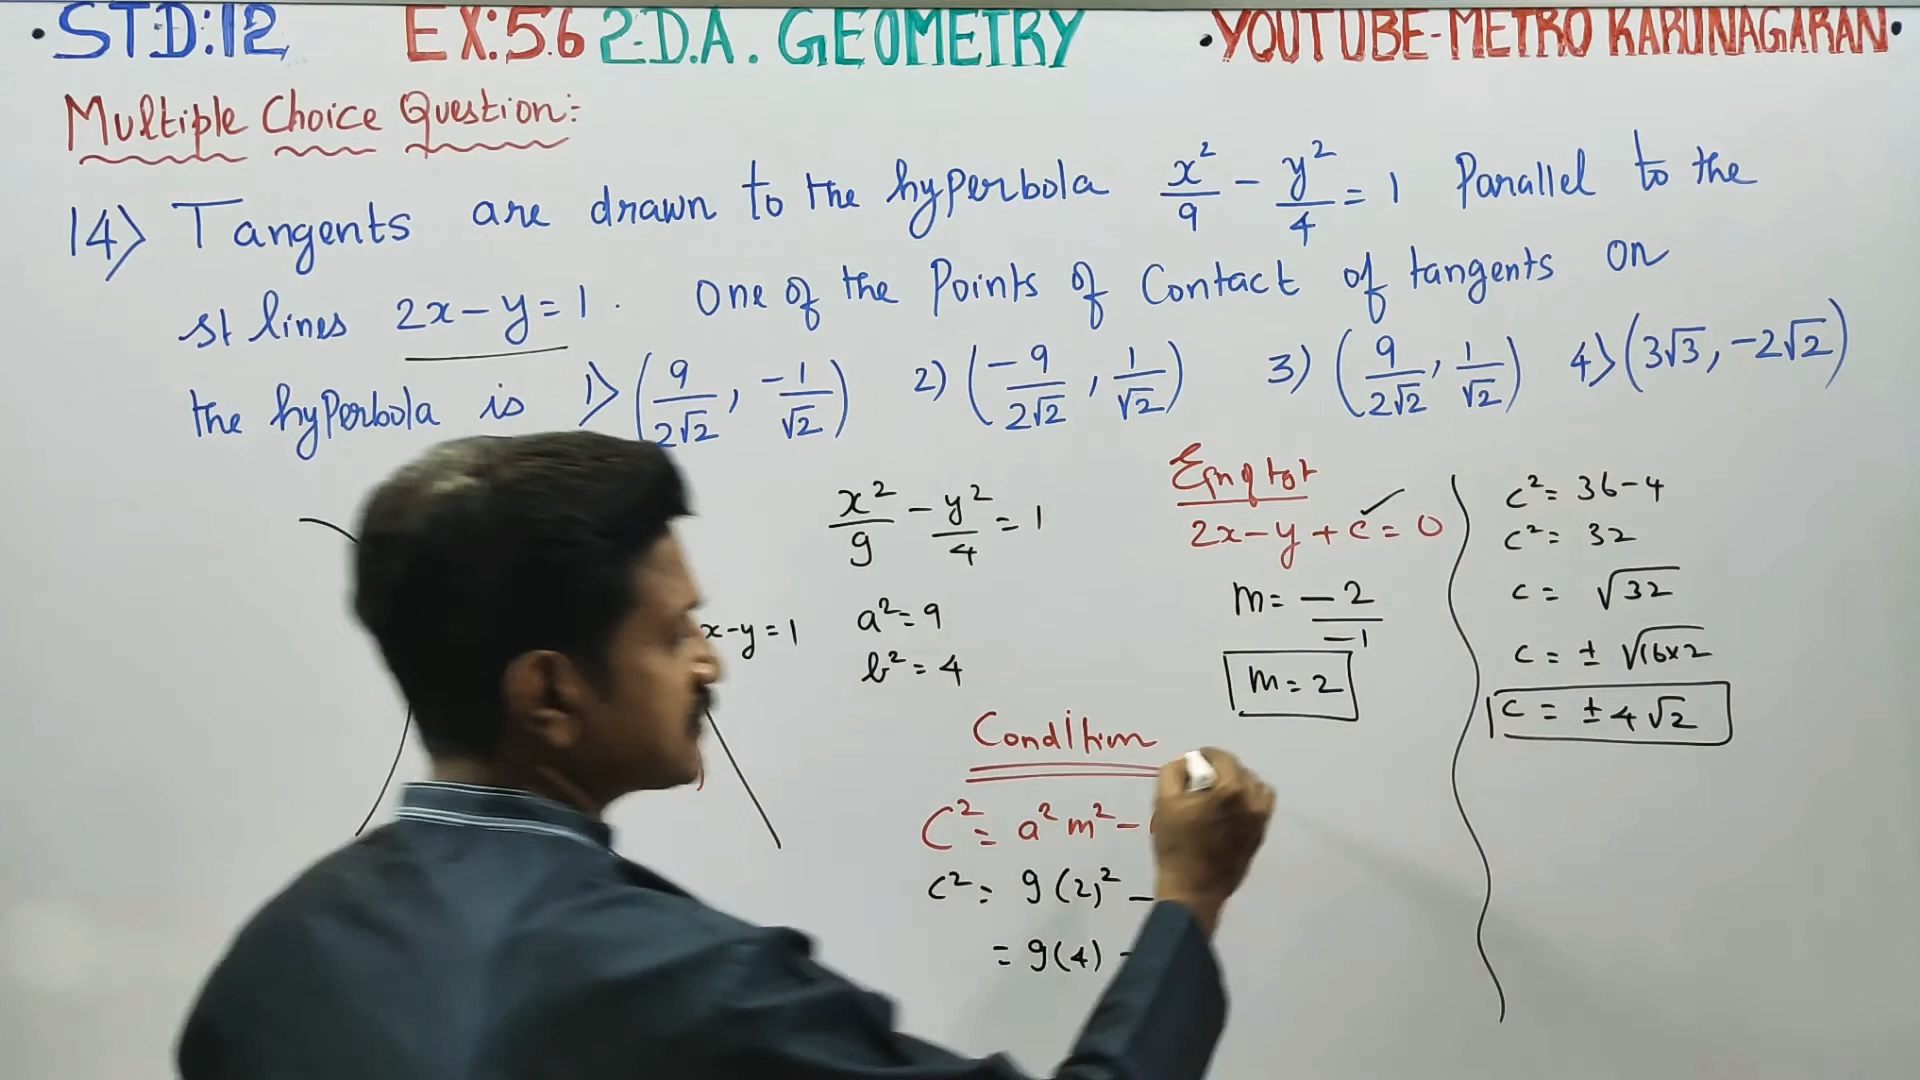 •STD:12 EX:5.6 2-D.A. GEOMETRY •YOUTUBE-METRO KARUNAGARAN•
Multiple Choice Question:-
14) Tangents are drawn to the hyperbola x²/9 - y²/4 = 1 Parallel to the
st lines 2x-y=1. One of the Points of Contact of tangents on
the hyPerbola is 1) (9/2√2, -1/√2) 2) (-9/2√2, 1/√2) 3) (9/2√2, 1/√2) 4) (3√3, -2√2)
x²/9 - y²/4 = 1
x-y=1
a²=9
b²=4
Condition
C² = a²m² -
c² = 9(2)² -
= 9(4) -
2x-y+c=0
m = -2/-1
m=2
c² = 36-4
c² = 32
c = √32
c = ± √16×2
c = ± 4√2